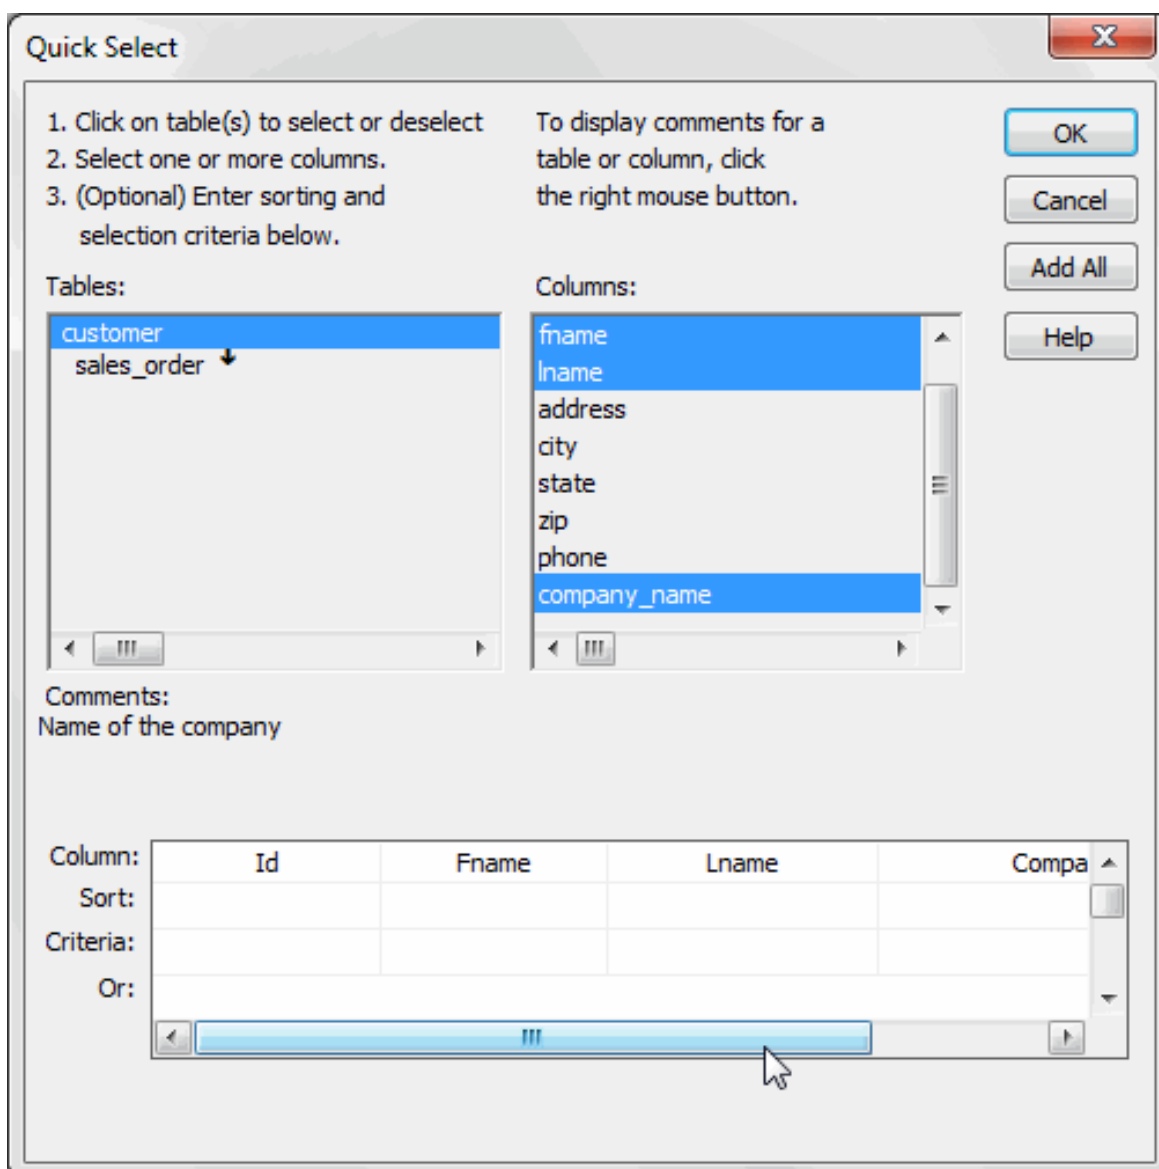 Quick Select
1. Click on table(s) to select or deselect
2. Select one or more columns.
3. (Optional) Enter sorting and
selection criteria below.
To display comments for a
table or column, click
the right mouse button.
OK
Cancel
Add All
Help
Tables:
customer
sales_order
Columns:
fname
lname
address
city
state
zip
phone
company_name
Comments:
Name of the company
Column: Id Fname Lname Compa
Sort:
Criteria:
Or: